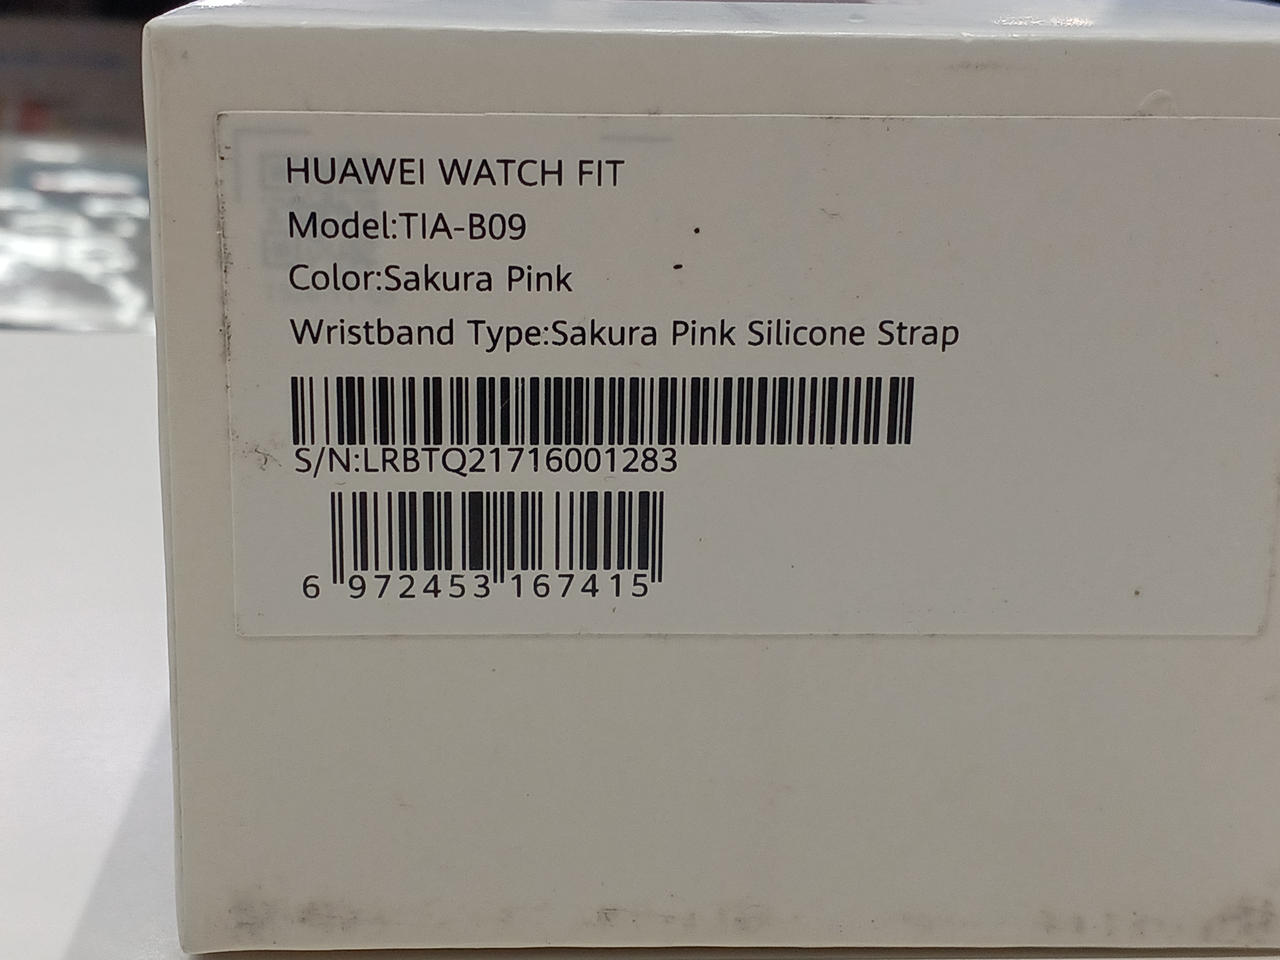 HUAWEI WATCH FIT
Model:TIA-B09
Color:Sakura Pink
Wristband Type:Sakura Pink Silicone Strap
S/N:LRBTQ21716001283
6 972453 167415